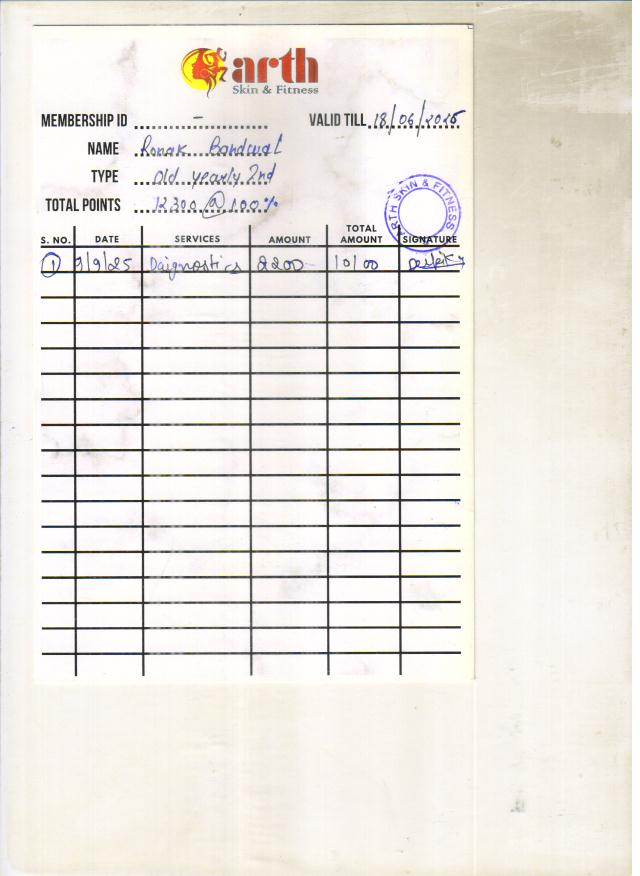 arth
Skin & Fitness
MEMBERSHIP ID - VALID TILL 18/06/2025
NAME Ronak Bandwal
TYPE Old yearly 2nd
TOTAL POINTS 12300 @ 100%
ARTH SKIN & FITNESS
S. NO. DATE SERVICES AMOUNT TOTAL AMOUNT SIGNATURE
1 9/9/25 Daignostics 2200 10100